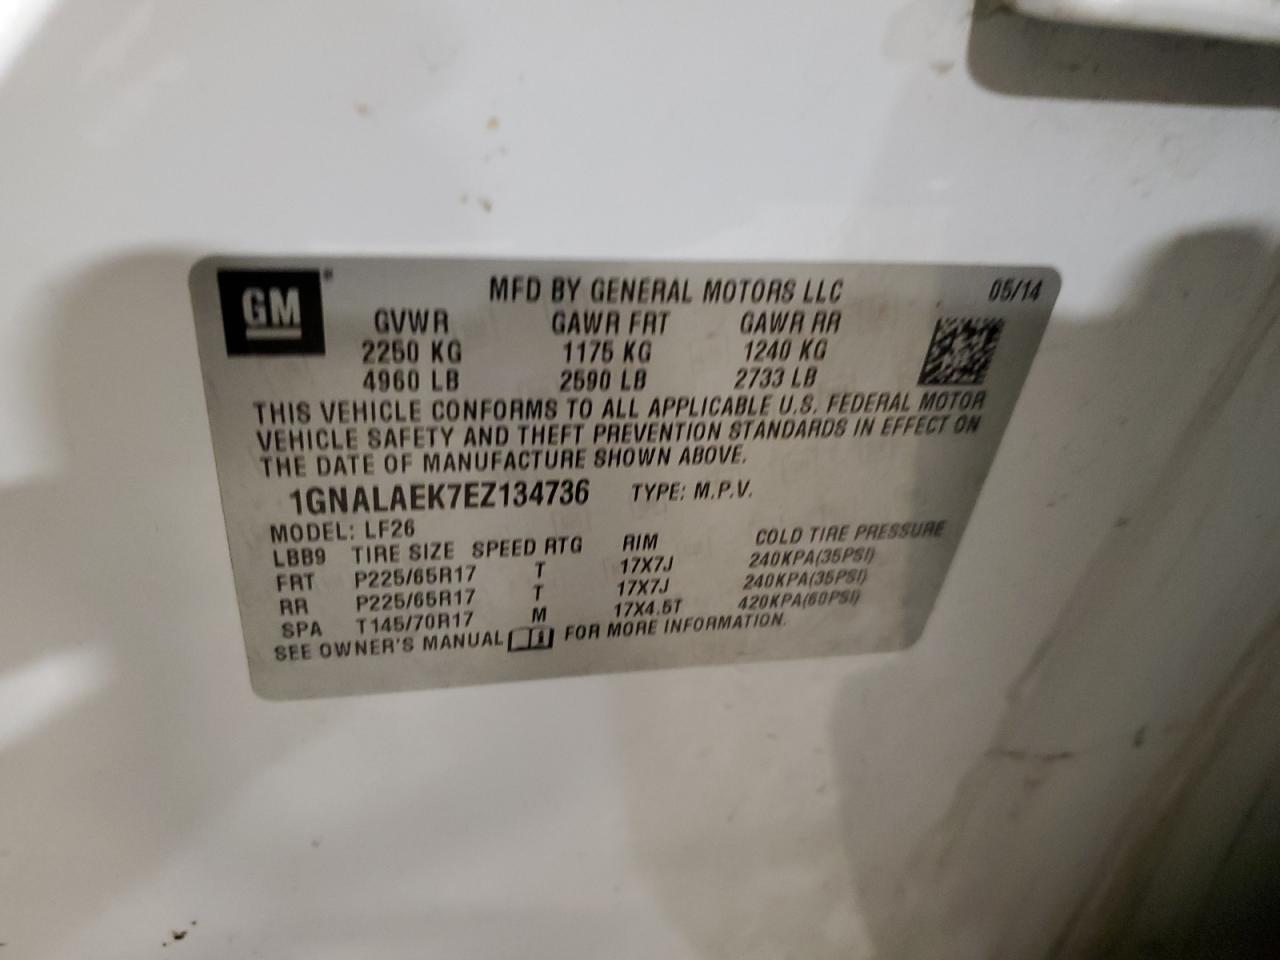 GM®
MFD BY GENERAL MOTORS LLC 05/14
GVWR GAWR FRT GAWR RR
2250 KG 1175 KG 1240 KG
4960 LB 2590 LB 2733 LB
THIS VEHICLE CONFORMS TO ALL APPLICABLE U.S. FEDERAL MOTOR
VEHICLE SAFETY AND THEFT PREVENTION STANDARDS IN EFFECT ON
THE DATE OF MANUFACTURE SHOWN ABOVE.
1GNALAEK7EZ134736 TYPE: M.P.V.
MODEL: LF26
LBB9 TIRE SIZE SPEED RTG RIM COLD TIRE PRESSURE
FRT P225/65R17 T 17X7J 240KPA(35PSI)
RR P225/65R17 T 17X7J 240KPA(35PSI)
SPA T145/70R17 M 17X4.5T 420KPA(60PSI)
SEE OWNER'S MANUAL FOR MORE INFORMATION.